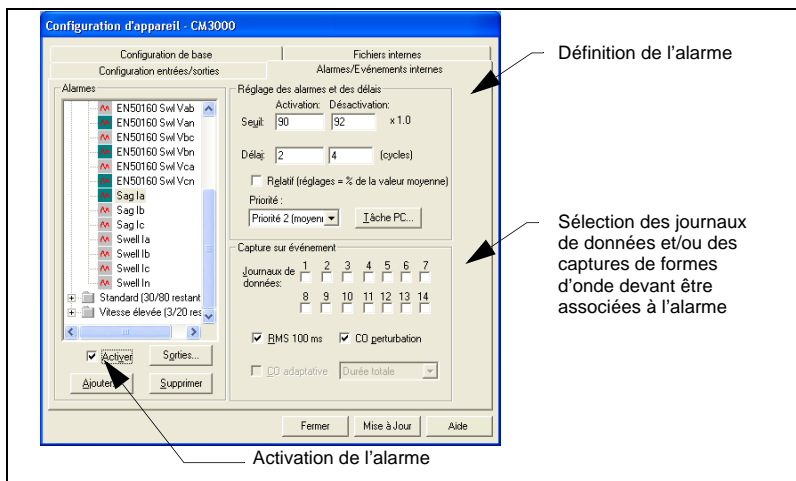 Configuration d'appareil - CM3000
Configuration de base
Fichiers internes
Configuration entrées/sorties
Alarmes/Evénements internes
Alarmes
EN50160 Swl Vab
EN50160 Swl Van
EN50160 Swl Vbc
EN50160 Swl Vbn
EN50160 Swl Vca
EN50160 Swl Vcn
Sag Ia
Sag Ib
Sag Ic
Swell Ia
Swell Ib
Swell Ic
Swell In
Standard (30/80 restant
Vitesse élevée (3/20 res
Activer
Sorties...
Ajouter
Supprimer
Réglage des alarmes et des délais
Activation: Désactivation:
Seuil: 90 92 x 1.0
Délai: 2 4 (cycles)
Relatif (réglages = % de la valeur moyenne)
Priorité :
Priorité 2 (moyenn
Tâche PC...
Capture sur événement
Journaux de données:
1 2 3 4 5 6 7
8 9 10 11 12 13 14
RMS 100 ms
CO perturbation
CO adaptative
Durée totale
Fermer
Mise à Jour
Aide
Définition de l’alarme
Sélection des journaux
de données et/ou des
captures de formes
d’onde devant être
associées à l’alarme
Activation de l’alarme